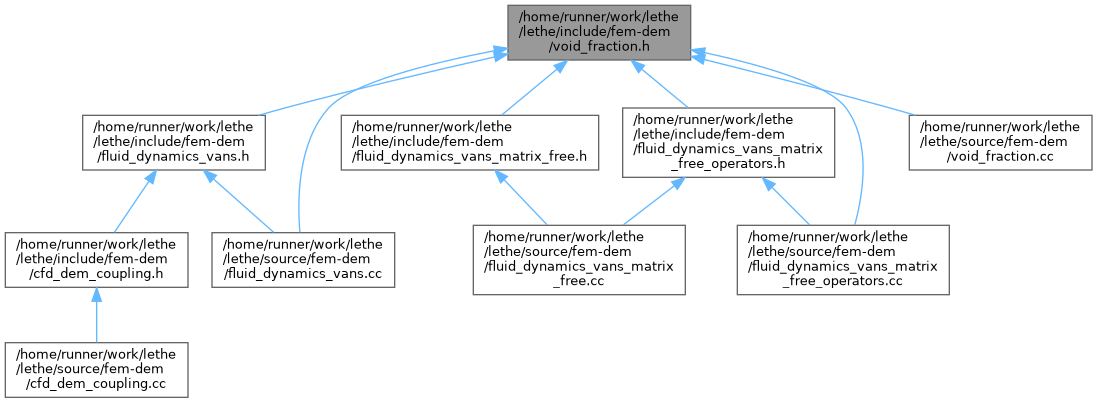 /home/runner/work/lethe
/lethe/include/fem-dem
/void_fraction.h
/home/runner/work/lethe
/lethe/include/fem-dem
/fluid_dynamics_vans.h
/home/runner/work/lethe
/lethe/include/fem-dem
/fluid_dynamics_vans_matrix_free.h
/home/runner/work/lethe
/lethe/include/fem-dem
/fluid_dynamics_vans_matrix
_free_operators.h
/home/runner/work/lethe
/lethe/source/fem-dem
/void_fraction.cc
/home/runner/work/lethe
/lethe/include/fem-dem
/cfd_dem_coupling.h
/home/runner/work/lethe
/lethe/source/fem-dem
/fluid_dynamics_vans.cc
/home/runner/work/lethe
/lethe/source/fem-dem
/fluid_dynamics_vans_matrix
_free.cc
/home/runner/work/lethe
/lethe/source/fem-dem
/fluid_dynamics_vans_matrix
_free_operators.cc
/home/runner/work/lethe
/lethe/source/fem-dem
/cfd_dem_coupling.cc